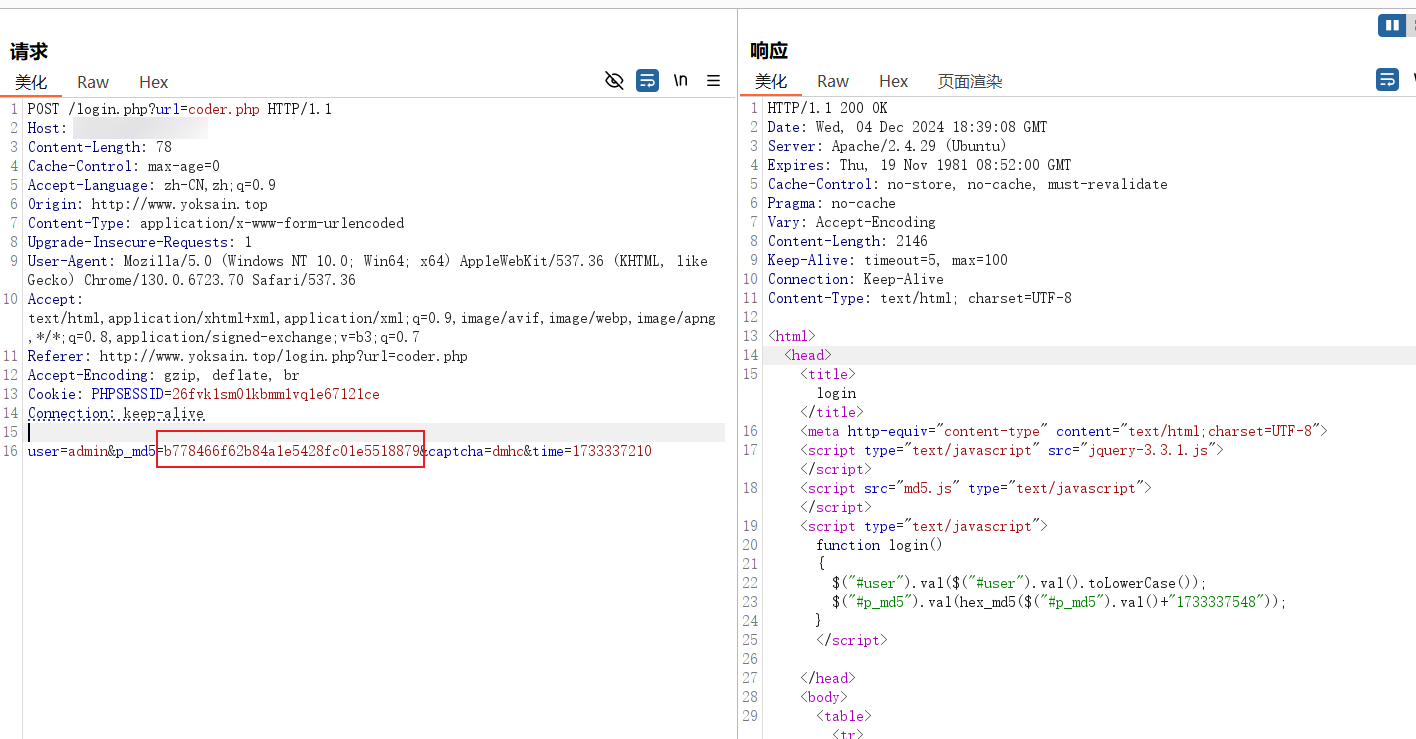 请求
美化 Raw Hex
\n
1 POST /login.php?url=coder.php HTTP/1.1
2 Host:
3 Content-Length: 78
4 Cache-Control: max-age=0
5 Accept-Language: zh-CN,zh;q=0.9
6 Origin: http://www.yoksain.top
7 Content-Type: application/x-www-form-urlencoded
8 Upgrade-Insecure-Requests: 1
9 User-Agent: Mozilla/5.0 (Windows NT 10.0; Win64; x64) AppleWebKit/537.36 (KHTML, like
Gecko) Chrome/130.0.6723.70 Safari/537.36
10 Accept:
text/html,application/xhtml+xml,application/xml;q=0.9,image/avif,image/webp,image/apng
,*/*;q=0.8,application/signed-exchange;v=b3;q=0.7
11 Referer: http://www.yoksain.top/login.php?url=coder.php
12 Accept-Encoding: gzip, deflate, br
13 Cookie: PHPSESSID=26fvk1sm01kbmm1vq1e67121ce
14 Connection: keep-alive
15
16 user=admin&p_md5=b778466f62b84a1e5428fc01e5518879&captcha=dmhc&time=1733337210
响应
美化 Raw Hex 页面渲染
1 HTTP/1.1 200 OK
2 Date: Wed, 04 Dec 2024 18:39:08 GMT
3 Server: Apache/2.4.29 (Ubuntu)
4 Expires: Thu, 19 Nov 1981 08:52:00 GMT
5 Cache-Control: no-store, no-cache, must-revalidate
6 Pragma: no-cache
7 Vary: Accept-Encoding
8 Content-Length: 2146
9 Keep-Alive: timeout=5, max=100
10 Connection: Keep-Alive
11 Content-Type: text/html; charset=UTF-8
12
13 <html>
14 <head>
15 <title>
login
</title>
16 <meta http-equiv="content-type" content="text/html;charset=UTF-8">
17 <script type="text/javascript" src="jquery-3.3.1.js">
</script>
18 <script src="md5.js" type="text/javascript">
</script>
19 <script type="text/javascript">
20 function login()
21 {
22 $("#user").val($("#user").val().toLowerCase());
23 $("#p_md5").val(hex_md5($("#p_md5").val()+"1733337548"));
24 }
25 </script>
26
27 </head>
28 <body>
29 <table>
<tr>